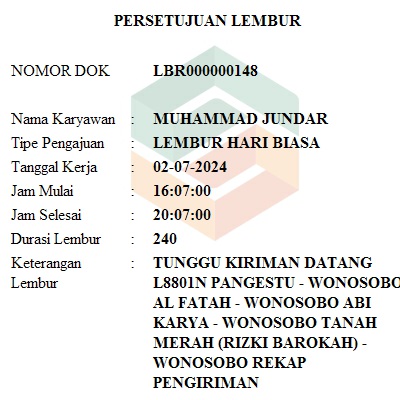 PERSETUJUAN LEMBUR
NOMOR DOK LBR000000148
Nama Karyawan : MUHAMMAD JUNDAR
Tipe Pengajuan : LEMBUR HARI BIASA
Tanggal Kerja : 02-07-2024
Jam Mulai : 16:07:00
Jam Selesai : 20:07:00
Durasi Lembur : 240
Keterangan : TUNGGU KIRIMAN DATANG
Lembur L8801N PANGESTU - WONOSOBO
AL FATAH - WONOSOBO ABI
KARYA - WONOSOBO TANAH
MERAH (RIZKI BAROKAH) -
WONOSOBO REKAP
PENGIRIMAN